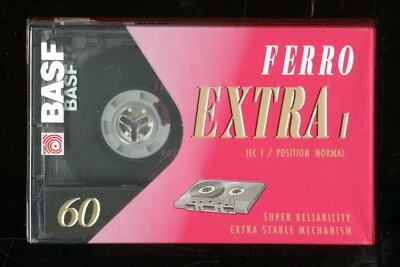 BASF
BASF
FERRO
EXTRA I
IEC I / POSITION NORMAL
60
SUPER RELIABILITY
EXTRA STABLE MECHANISM